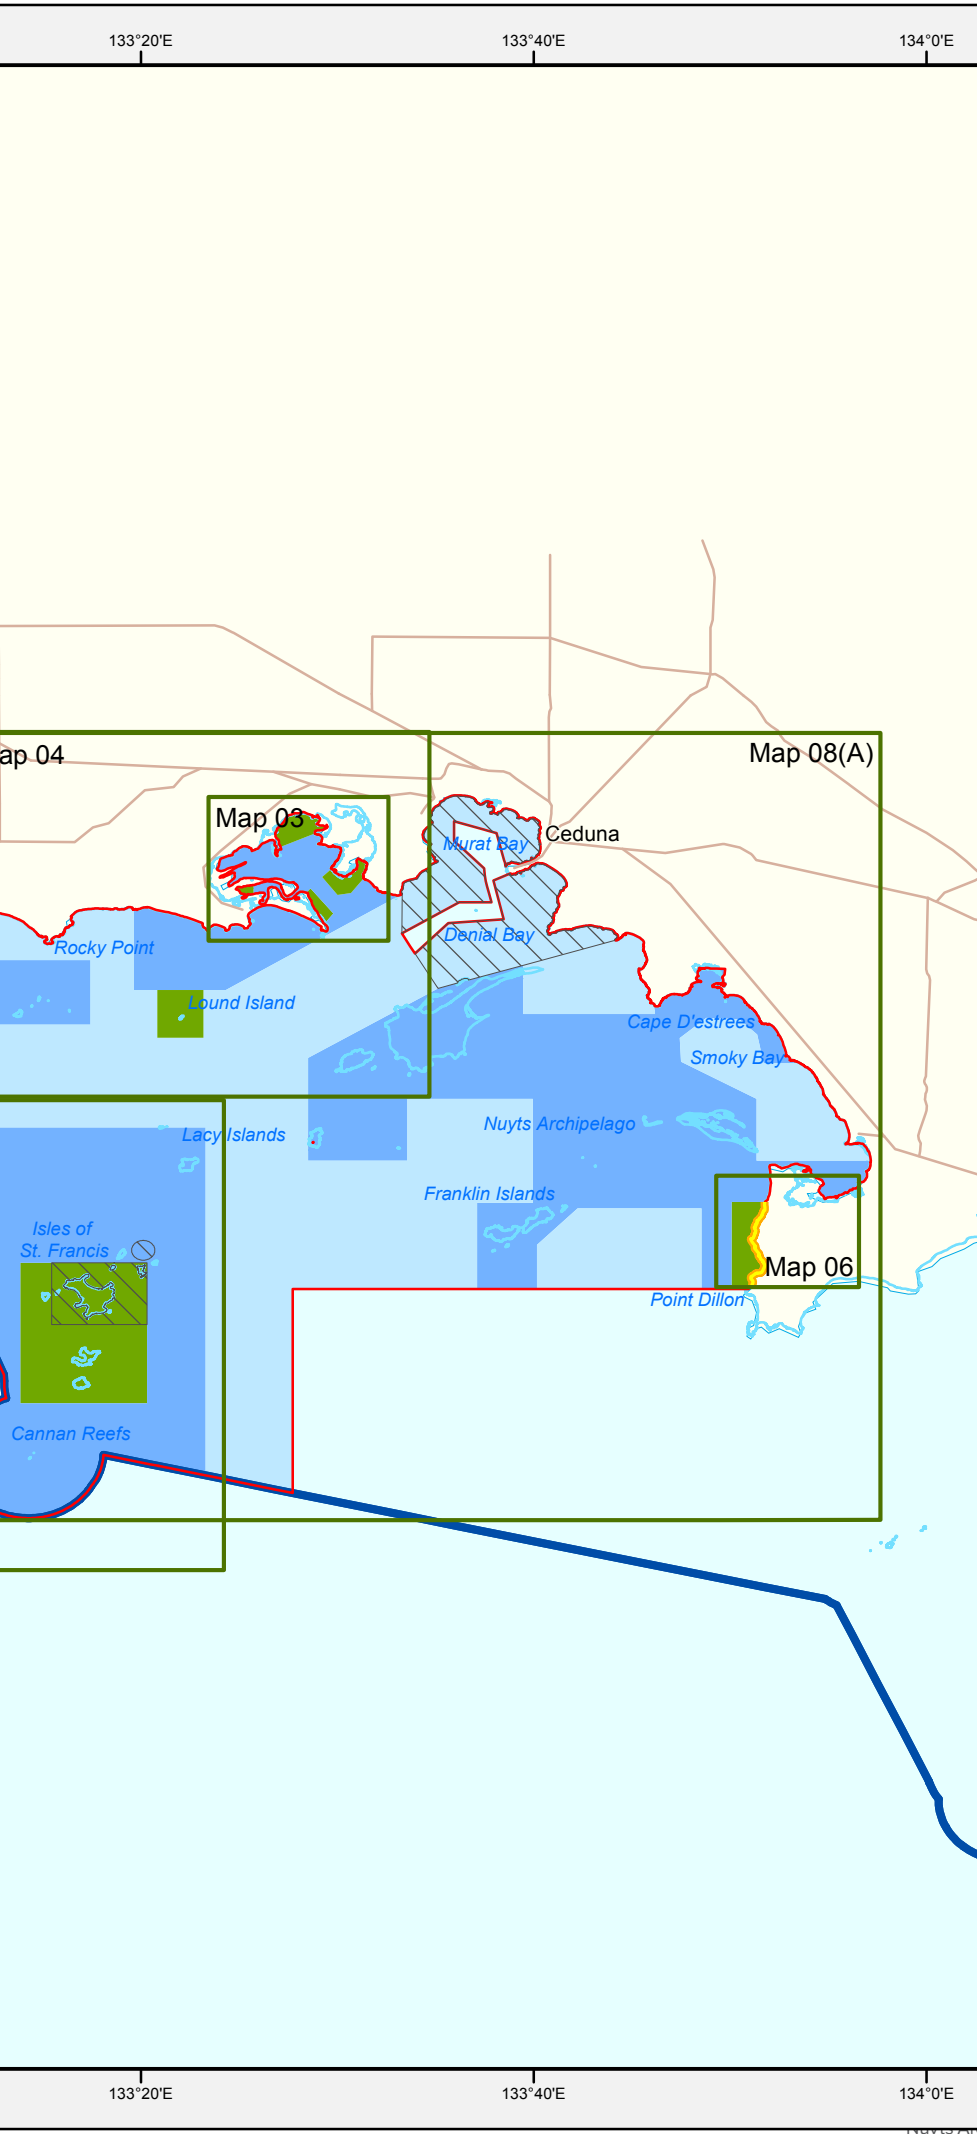 133°20'E 133°40'E 134°0'E
ap 04
Map 08(A)
Map 03
Ceduna
Murat Bay
Denial Bay
Rocky Point
Lound Island
Cape D'estrees
Smoky Bay
Nuyts Archipelago
Lacy Islands
Franklin Islands
Isles of
St. Francis
Map 06
Point Dillon
Cannan Reefs
133°20'E 133°40'E 134°0'E